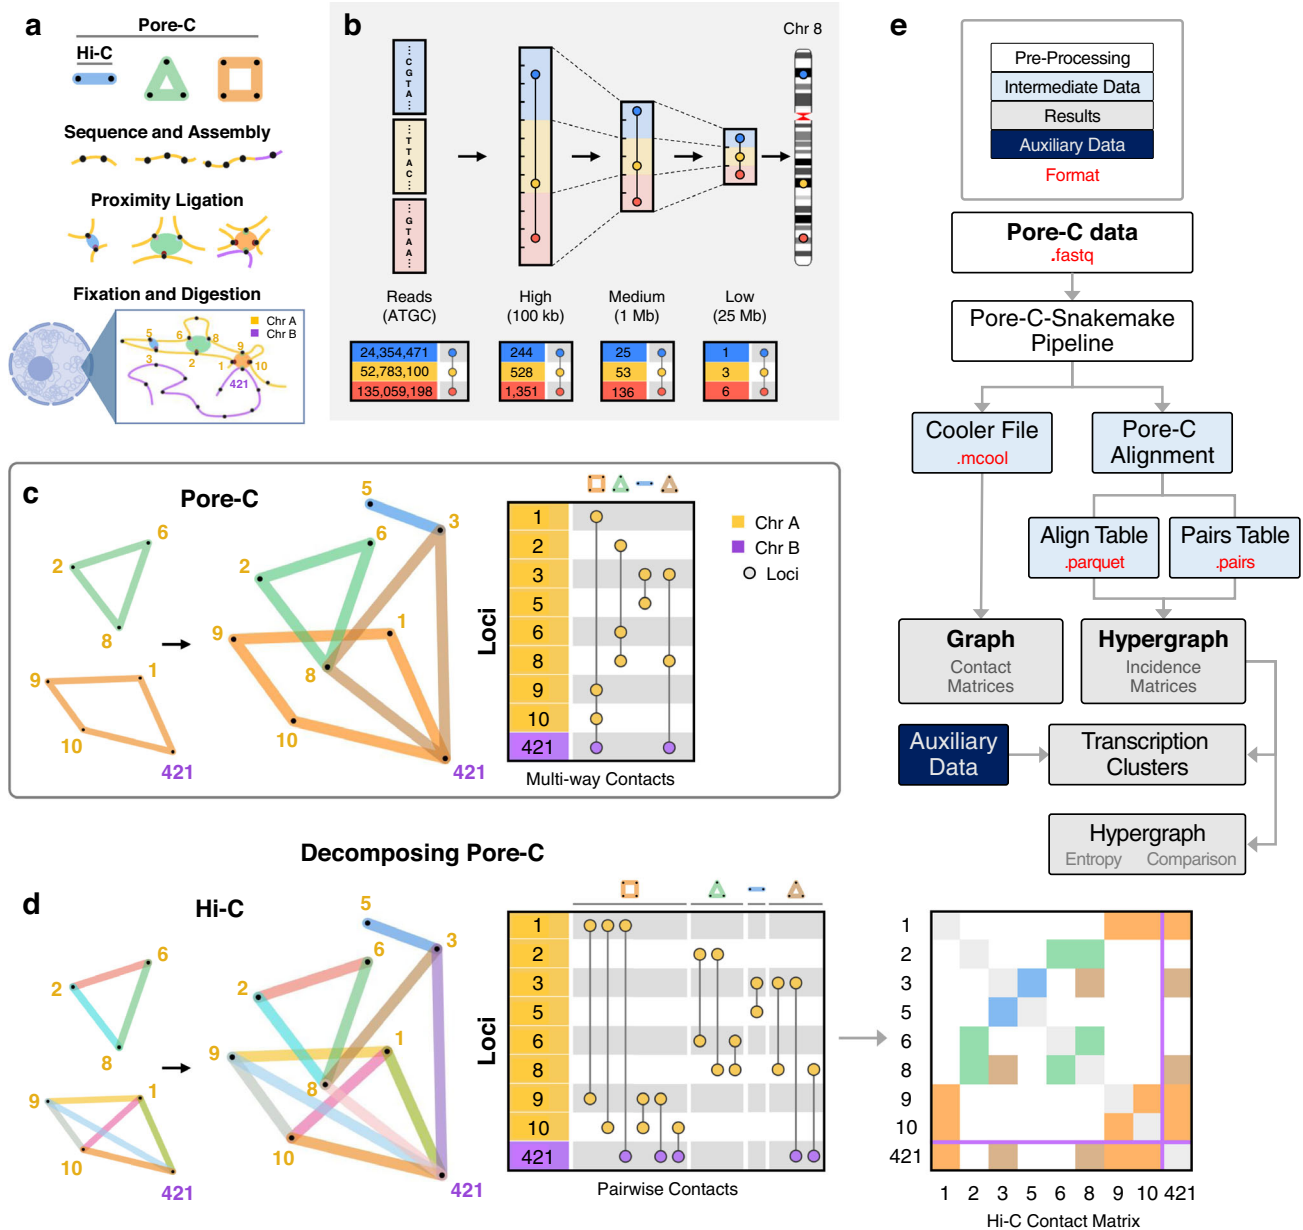 a
Pore-C
Hi-C
Sequence and Assembly
Proximity Ligation
Fixation and Digestion
Chr A
Chr B
5
6
8
9
3
2
1
10
421
b
Chr 8
⋮CGTA⋮
⋮TTAC⋮
⋮GTAA⋮
Reads
(ATGC)
High
(100 kb)
Medium
(1 Mb)
Low
(25 Mb)
24,354,471
52,783,100
135,059,198
244
528
1,351
25
53
136
1
3
6
c
Pore-C
6
2
8
9
1
10
421
5
3
6
2
9
1
8
10
421
Loci
1
2
3
5
6
8
9
10
421
Multi-way Contacts
Chr A
Chr B
Loci
Decomposing Pore-C
d
Hi-C
6
2
8
9
1
10
421
5
3
6
2
9
1
8
10
421
Loci
1
2
3
5
6
8
9
10
421
Pairwise Contacts
1
2
3
5
6
8
9
10
421
1 2 3 5 6 8 9 10 421
Hi-C Contact Matrix
e
Pre-Processing
Intermediate Data
Results
Auxiliary Data
Format
Pore-C data
.fastq
Pore-C-Snakemake
Pipeline
Cooler File
.mcool
Pore-C
Alignment
Align Table
.parquet
Pairs Table
.pairs
Graph
Contact
Matrices
Hypergraph
Incidence
Matrices
Auxiliary
Data
Transcription
Clusters
Hypergraph
Entropy Comparison